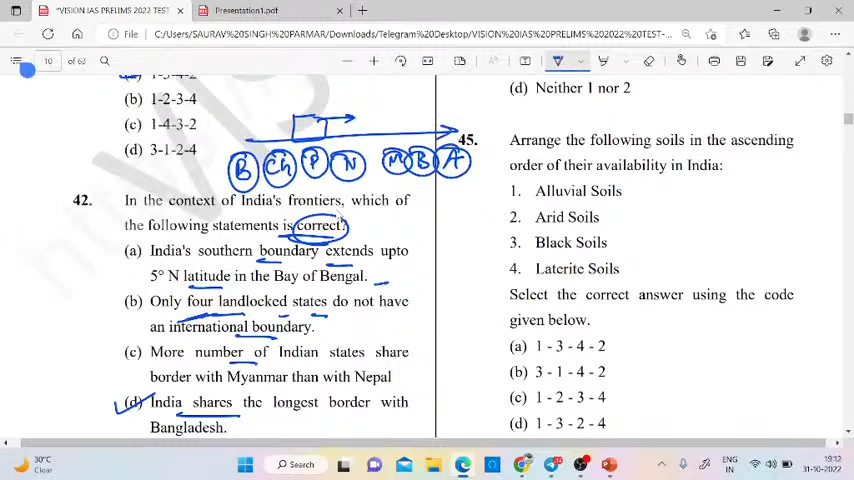 *VISION IAS PRELIMS 2022 TEST
Presentation1.pdf
File
C:/Users/SAURAV%20SINGH%20PARMAR/Downloads/Telegram%20Desktop/VISION%20IAS%20PRELIMS%202022%20TEST-...
10 of 63
(a) 1-3-4-2
(b) 1-2-3-4
(c) 1-4-3-2
(d) 3-1-2-4
B Ch P N M B A
42. In the context of India's frontiers, which of
the following statements is correct?
(a) India's southern boundary extends upto
5° N latitude in the Bay of Bengal.
(b) Only four landlocked states do not have
an international boundary.
(c) More number of Indian states share
border with Myanmar than with Nepal
(d) India shares the longest border with
Bangladesh.
(d) Neither 1 nor 2
45. Arrange the following soils in the ascending
order of their availability in India:
1. Alluvial Soils
2. Arid Soils
3. Black Soils
4. Laterite Soils
Select the correct answer using the code
given below.
(a) 1 - 3 - 4 - 2
(b) 3 - 1 - 4 - 2
(c) 1 - 2 - 3 - 4
(d) 1 - 3 - 2 - 4
30°C
Clear
Search
ENG
IN
19:12
31-10-2022